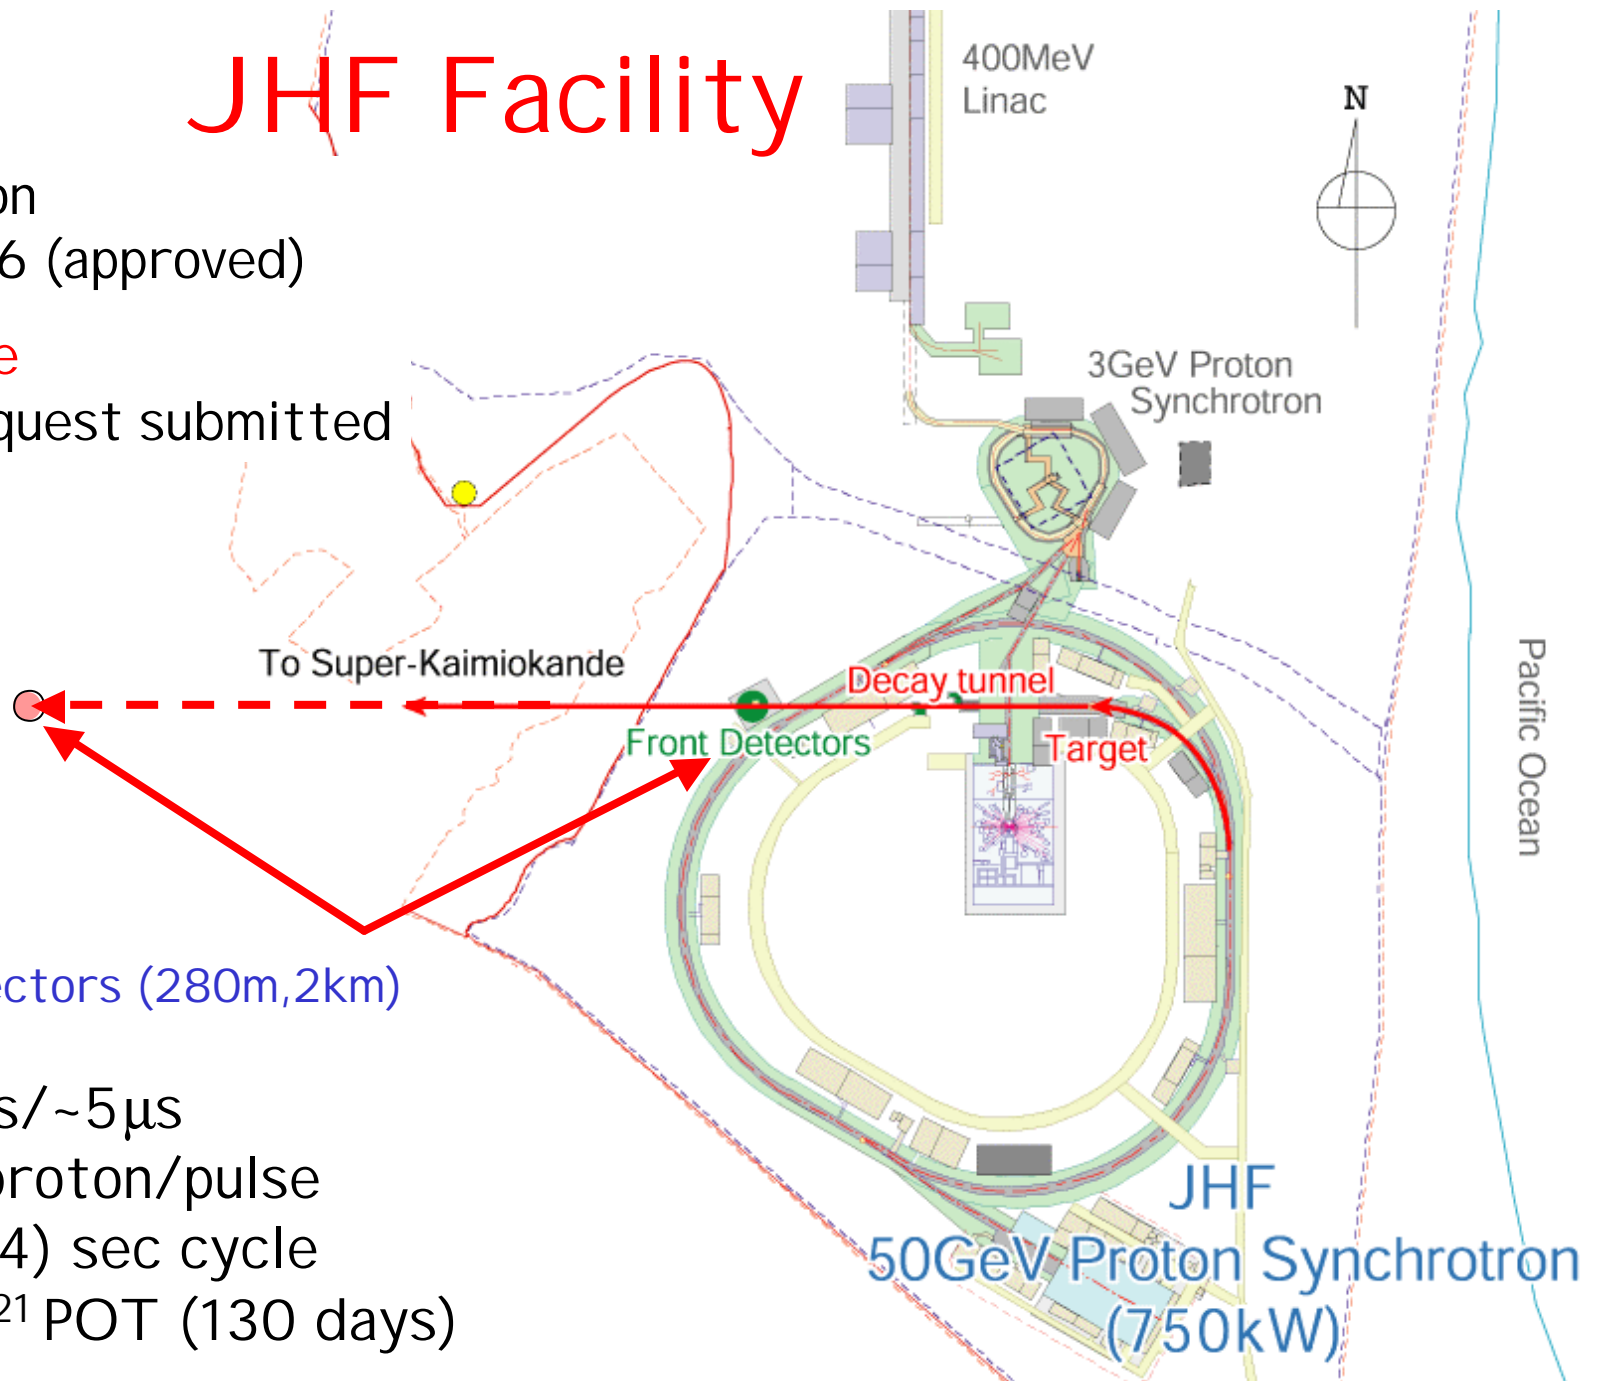 JHF Facility
400MeV
Linac
N
on
6 (approved)
e
quest submitted
3GeV Proton
Synchrotron
To Super-Kaimiokande
Decay tunnel
Front Detectors
Target
Pacific Ocean
ectors (280m,2km)
s/~5μs
proton/pulse
4) sec cycle
21 POT (130 days)
JHF
50GeV Proton Synchrotron
(750kW)